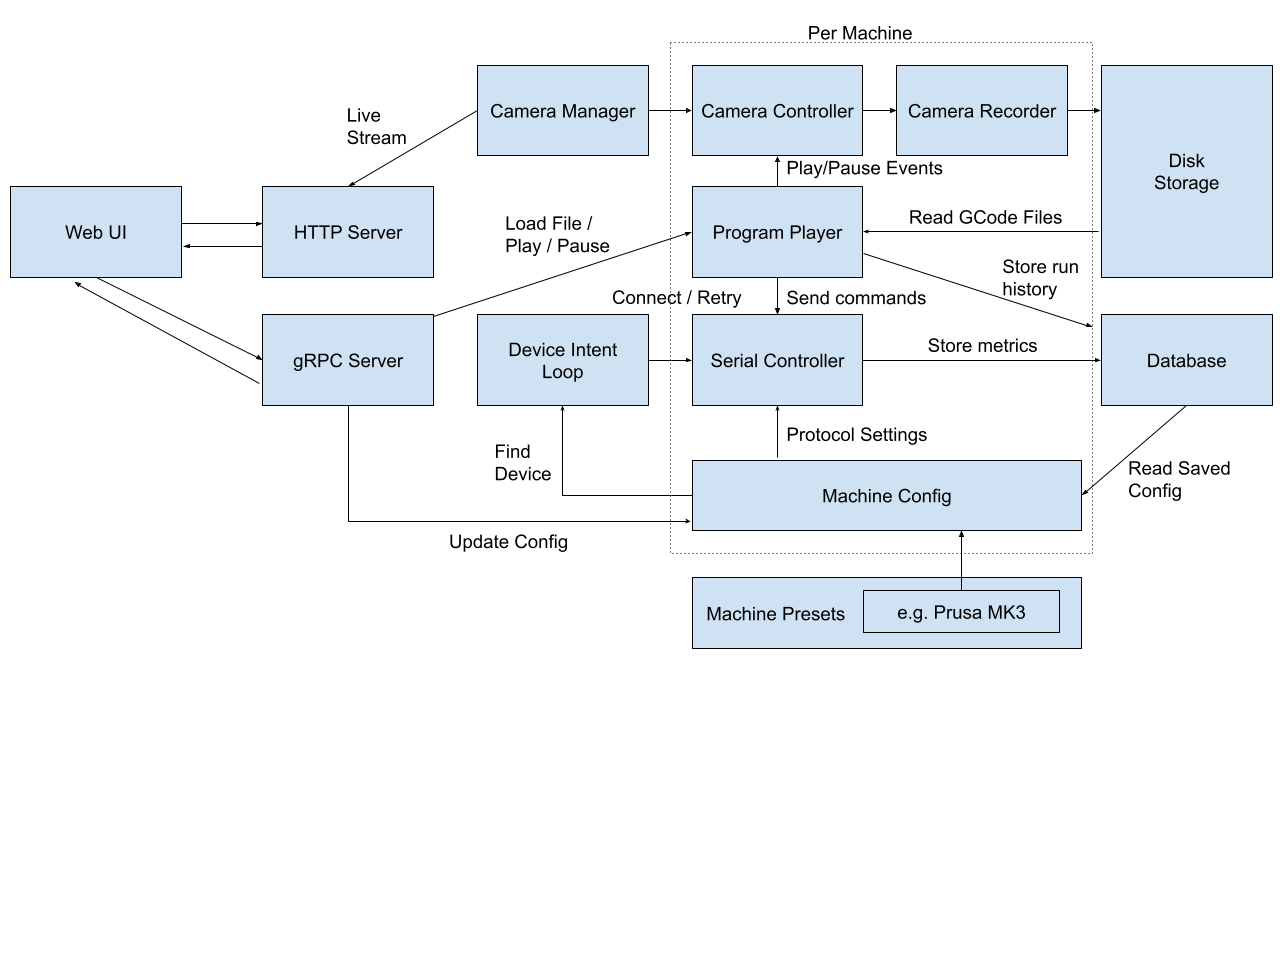 Per Machine
Camera Manager
Camera Controller
Camera Recorder
Disk
Storage
Live
Stream
Play/Pause Events
Web UI
HTTP Server
Load File /
Play / Pause
Program Player
Read GCode Files
Store run
history
Connect / Retry
Send commands
gRPC Server
Device Intent
Loop
Serial Controller
Store metrics
Database
Find
Device
Protocol Settings
Read Saved
Config
Machine Config
Update Config
Machine Presets
e.g. Prusa MK3